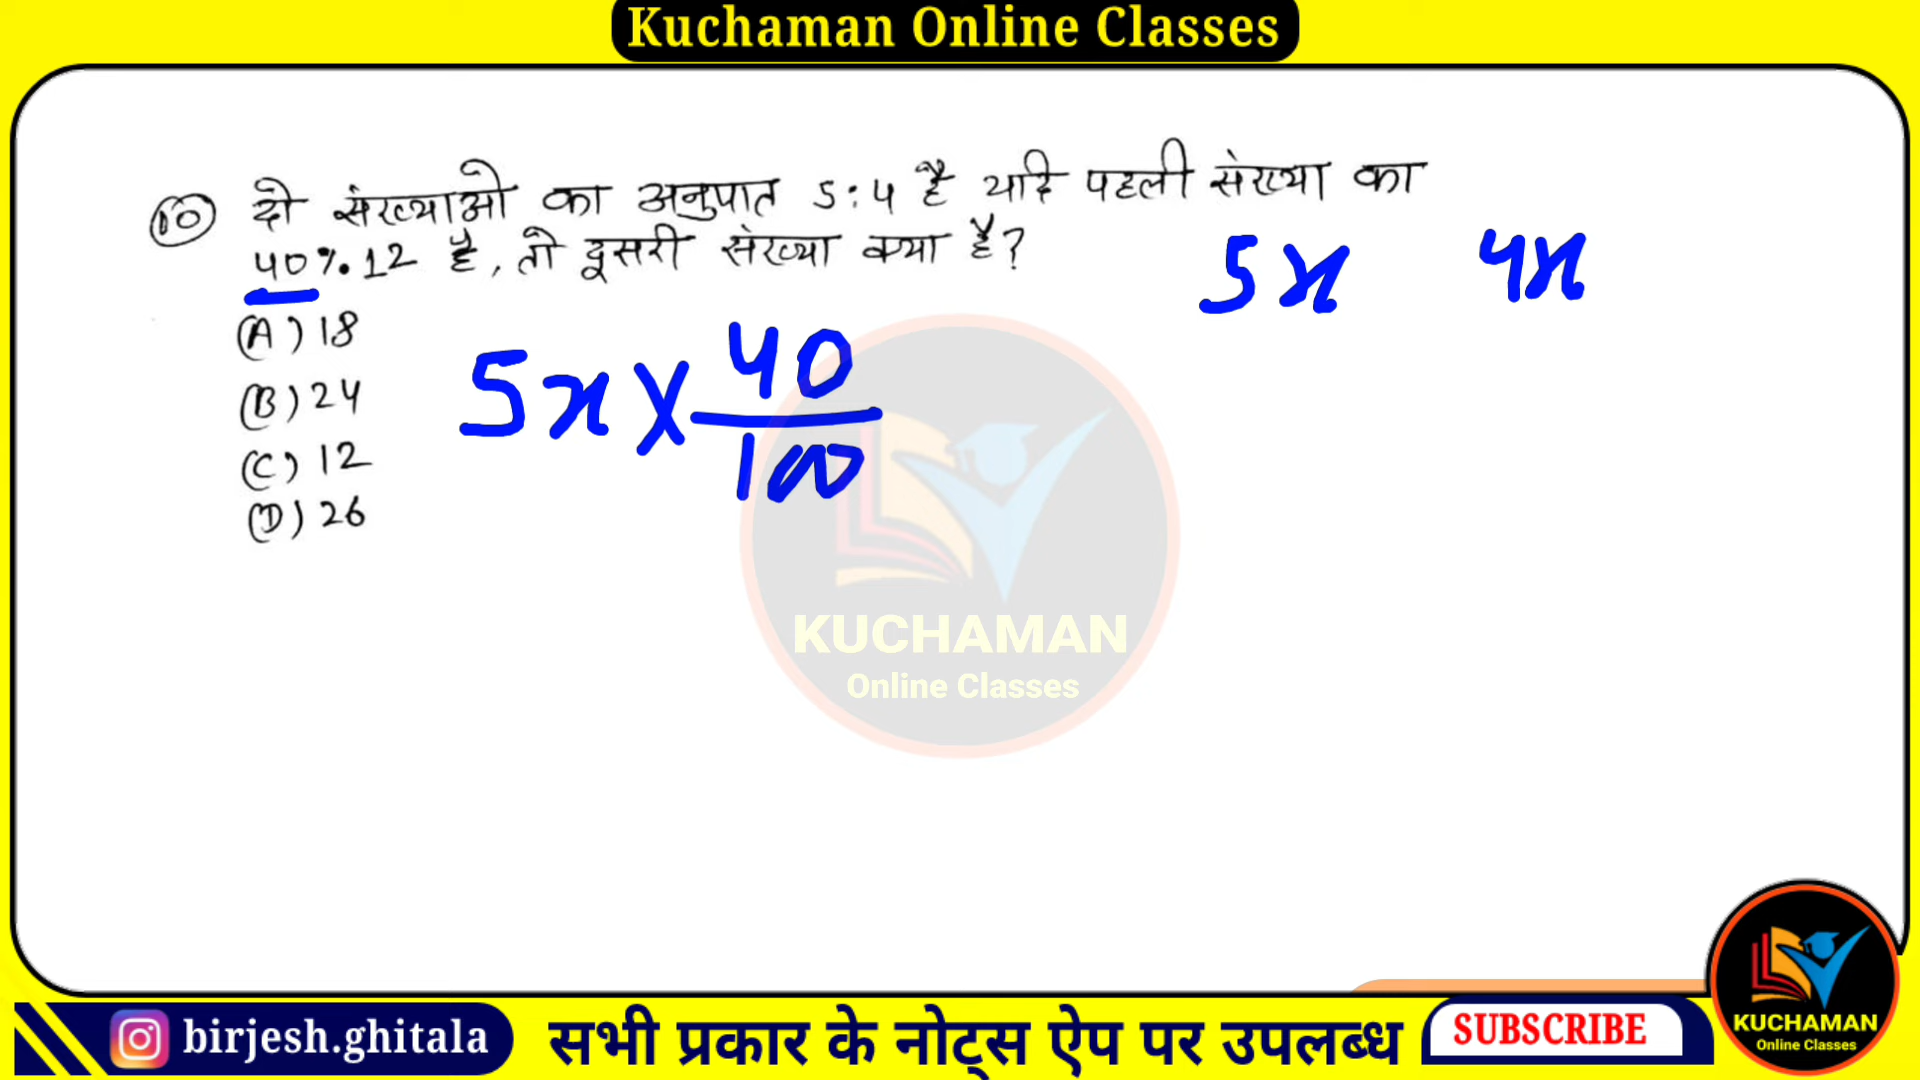 Kuchaman Online Classes
10 दो संख्याओ का अनुपात 5:4 है यदि पहली संख्या का
40% 12 है, तो दूसरी संख्या क्या है?
5x 4x
(A) 18
(B) 24
(C) 12
(D) 26
5x × 40/100
KUCHAMAN
Online Classes
birjesh.ghitala
सभी प्रकार के नोट्स ऐप पर उपलब्ध
SUBSCRIBE
KUCHAMAN
Online Classes